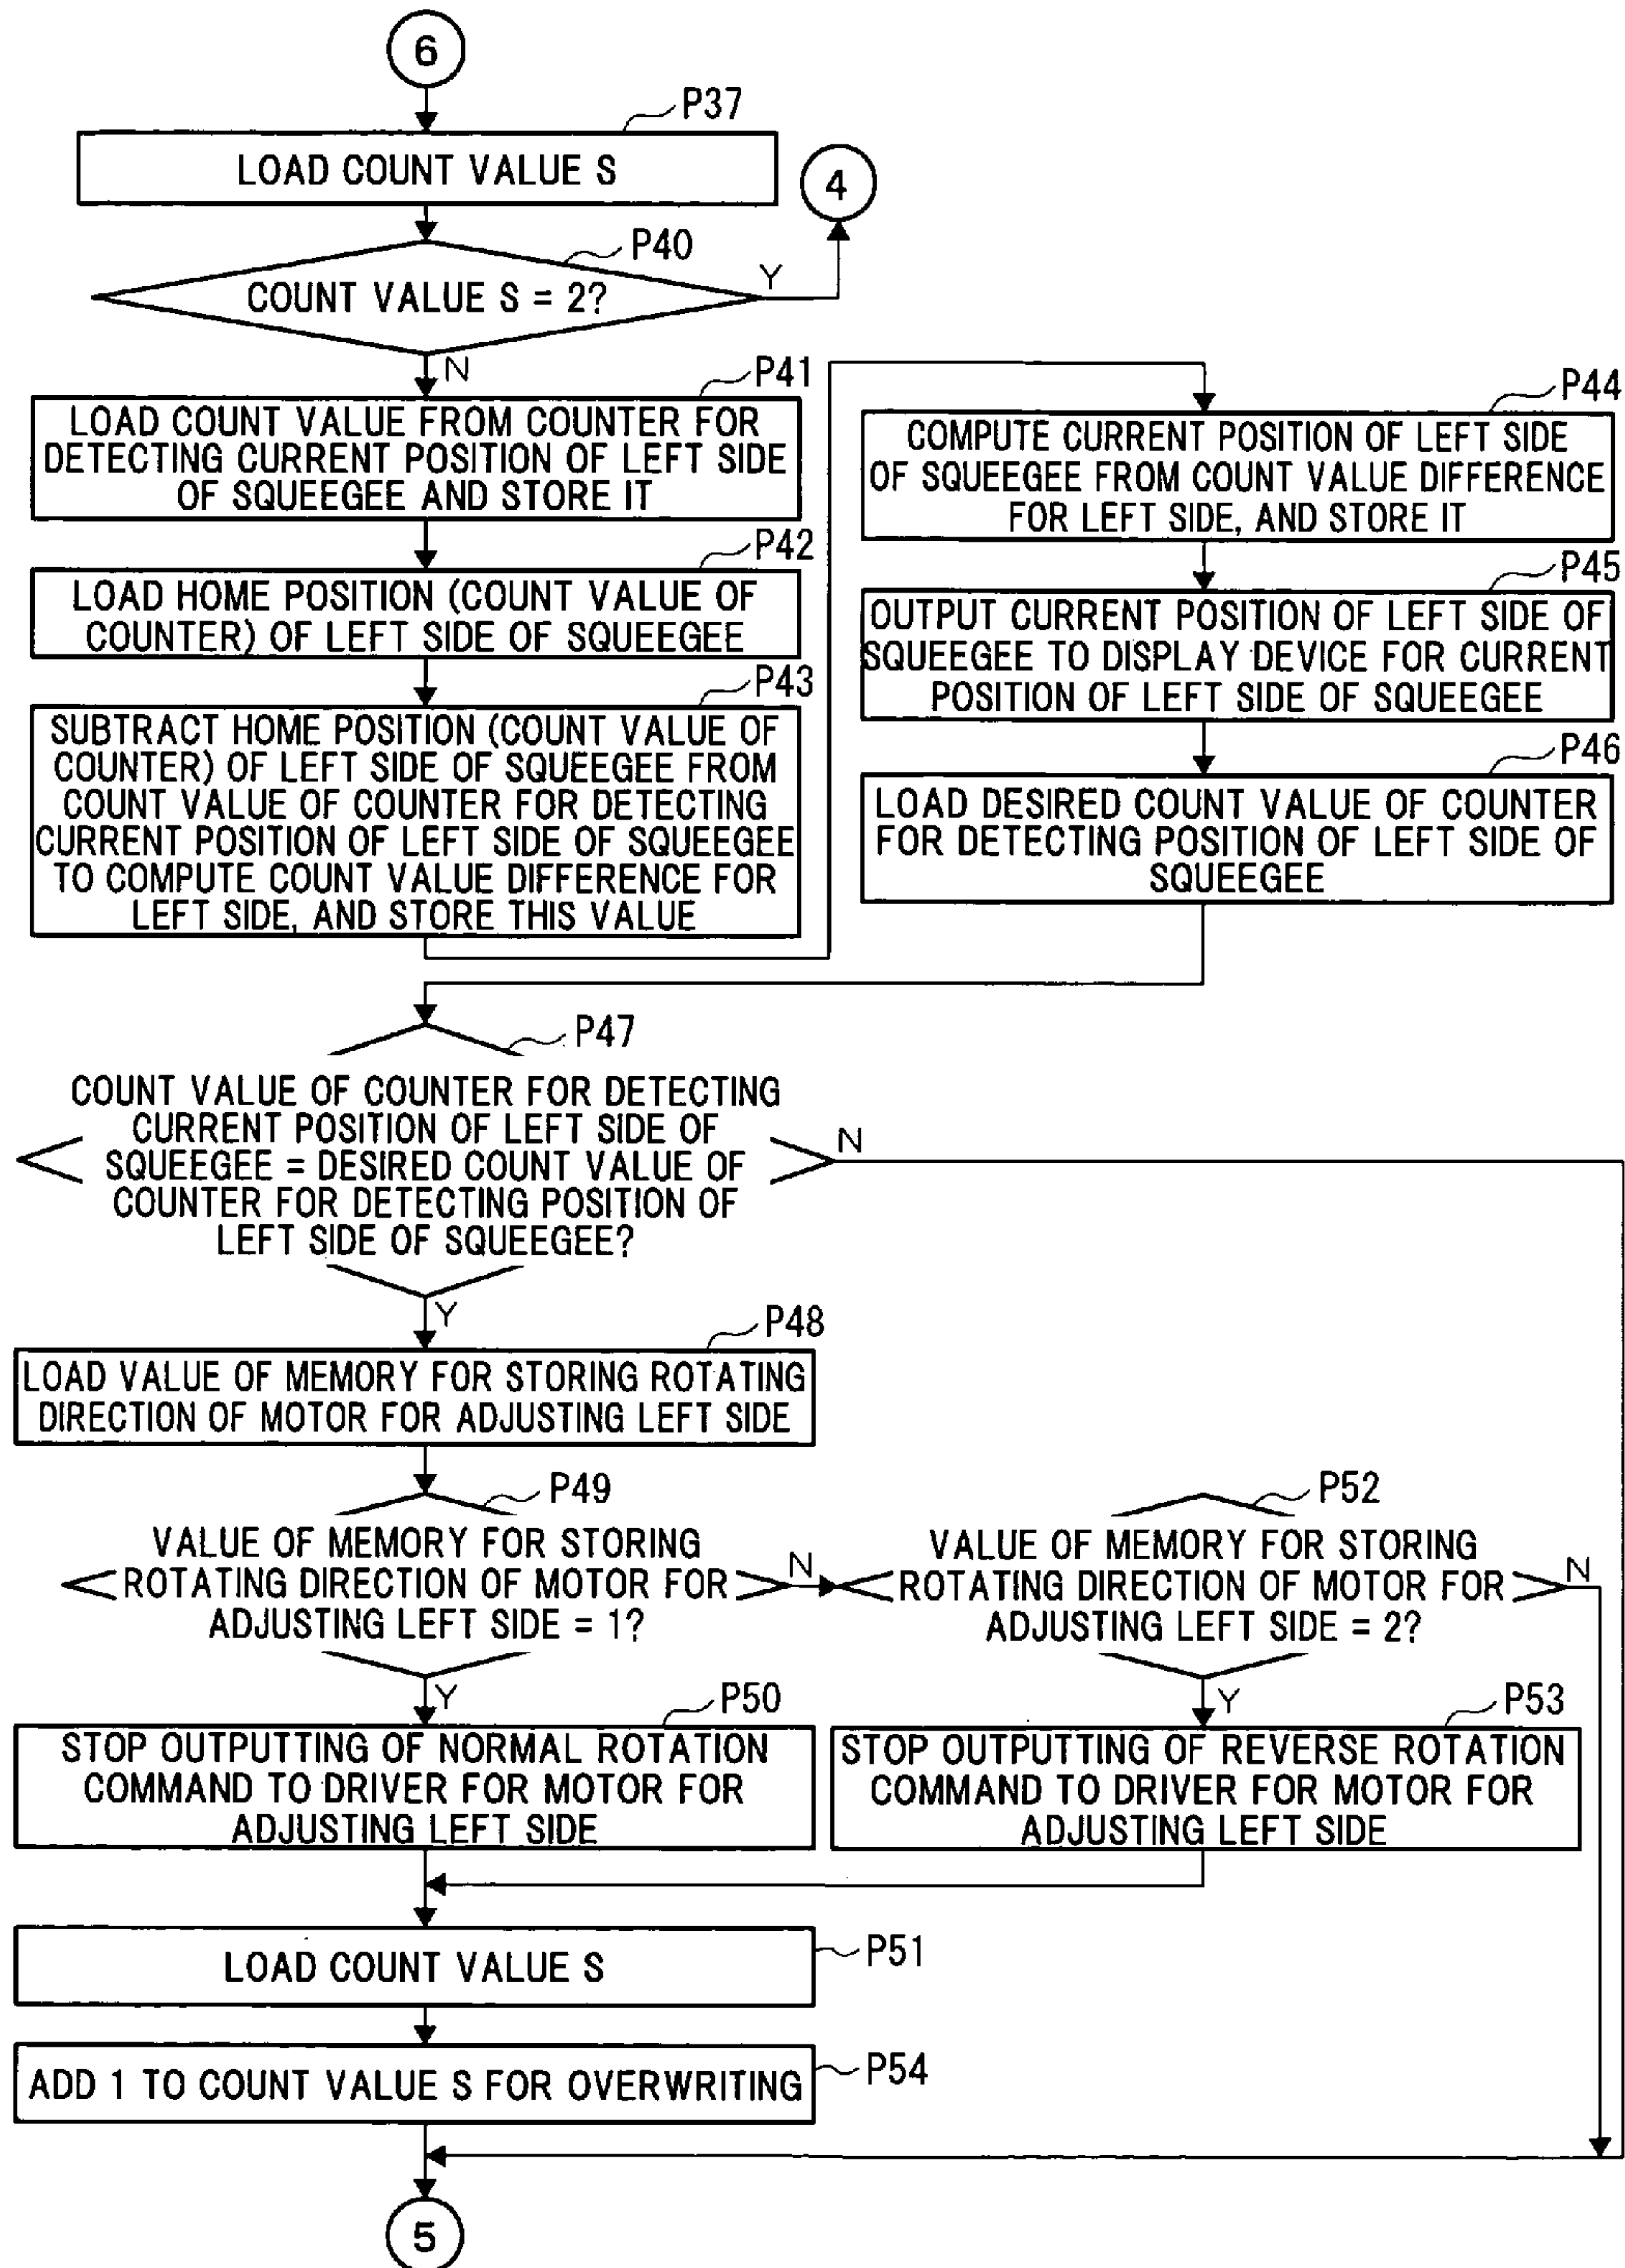 6
P37
LOAD COUNT VALUE S
4
P40
COUNT VALUE S = 2?
Y
N
P41
LOAD COUNT VALUE FROM COUNTER FOR
DETECTING CURRENT POSITION OF LEFT SIDE
OF SQUEEGEE AND STORE IT
P42
LOAD HOME POSITION (COUNT VALUE OF
COUNTER) OF LEFT SIDE OF SQUEEGEE
P43
SUBTRACT HOME POSITION (COUNT VALUE OF
COUNTER) OF LEFT SIDE OF SQUEEGEE FROM
COUNT VALUE OF COUNTER FOR DETECTING
CURRENT POSITION OF LEFT SIDE OF SQUEEGEE
TO COMPUTE COUNT VALUE DIFFERENCE FOR
LEFT SIDE, AND STORE THIS VALUE
P44
COMPUTE CURRENT POSITION OF LEFT SIDE
OF SQUEEGEE FROM COUNT VALUE DIFFERENCE
FOR LEFT SIDE, AND STORE IT
P45
OUTPUT CURRENT POSITION OF LEFT SIDE OF
SQUEEGEE TO DISPLAY DEVICE FOR CURRENT
POSITION OF LEFT SIDE OF SQUEEGEE
P46
LOAD DESIRED COUNT VALUE OF COUNTER
FOR DETECTING POSITION OF LEFT SIDE OF
SQUEEGEE
P47
COUNT VALUE OF COUNTER FOR DETECTING
CURRENT POSITION OF LEFT SIDE OF
SQUEEGEE = DESIRED COUNT VALUE OF
COUNTER FOR DETECTING POSITION OF
LEFT SIDE OF SQUEEGEE?
N
Y
P48
LOAD VALUE OF MEMORY FOR STORING ROTATING
DIRECTION OF MOTOR FOR ADJUSTING LEFT SIDE
P49
VALUE OF MEMORY FOR STORING
ROTATING DIRECTION OF MOTOR FOR
ADJUSTING LEFT SIDE = 1?
N
Y
P52
VALUE OF MEMORY FOR STORING
ROTATING DIRECTION OF MOTOR FOR
ADJUSTING LEFT SIDE = 2?
N
Y
P50
STOP OUTPUTTING OF NORMAL ROTATION
COMMAND TO DRIVER FOR MOTOR FOR
ADJUSTING LEFT SIDE
P53
STOP OUTPUTTING OF REVERSE ROTATION
COMMAND TO DRIVER FOR MOTOR FOR
ADJUSTING LEFT SIDE
P51
LOAD COUNT VALUE S
P54
ADD 1 TO COUNT VALUE S FOR OVERWRITING
5